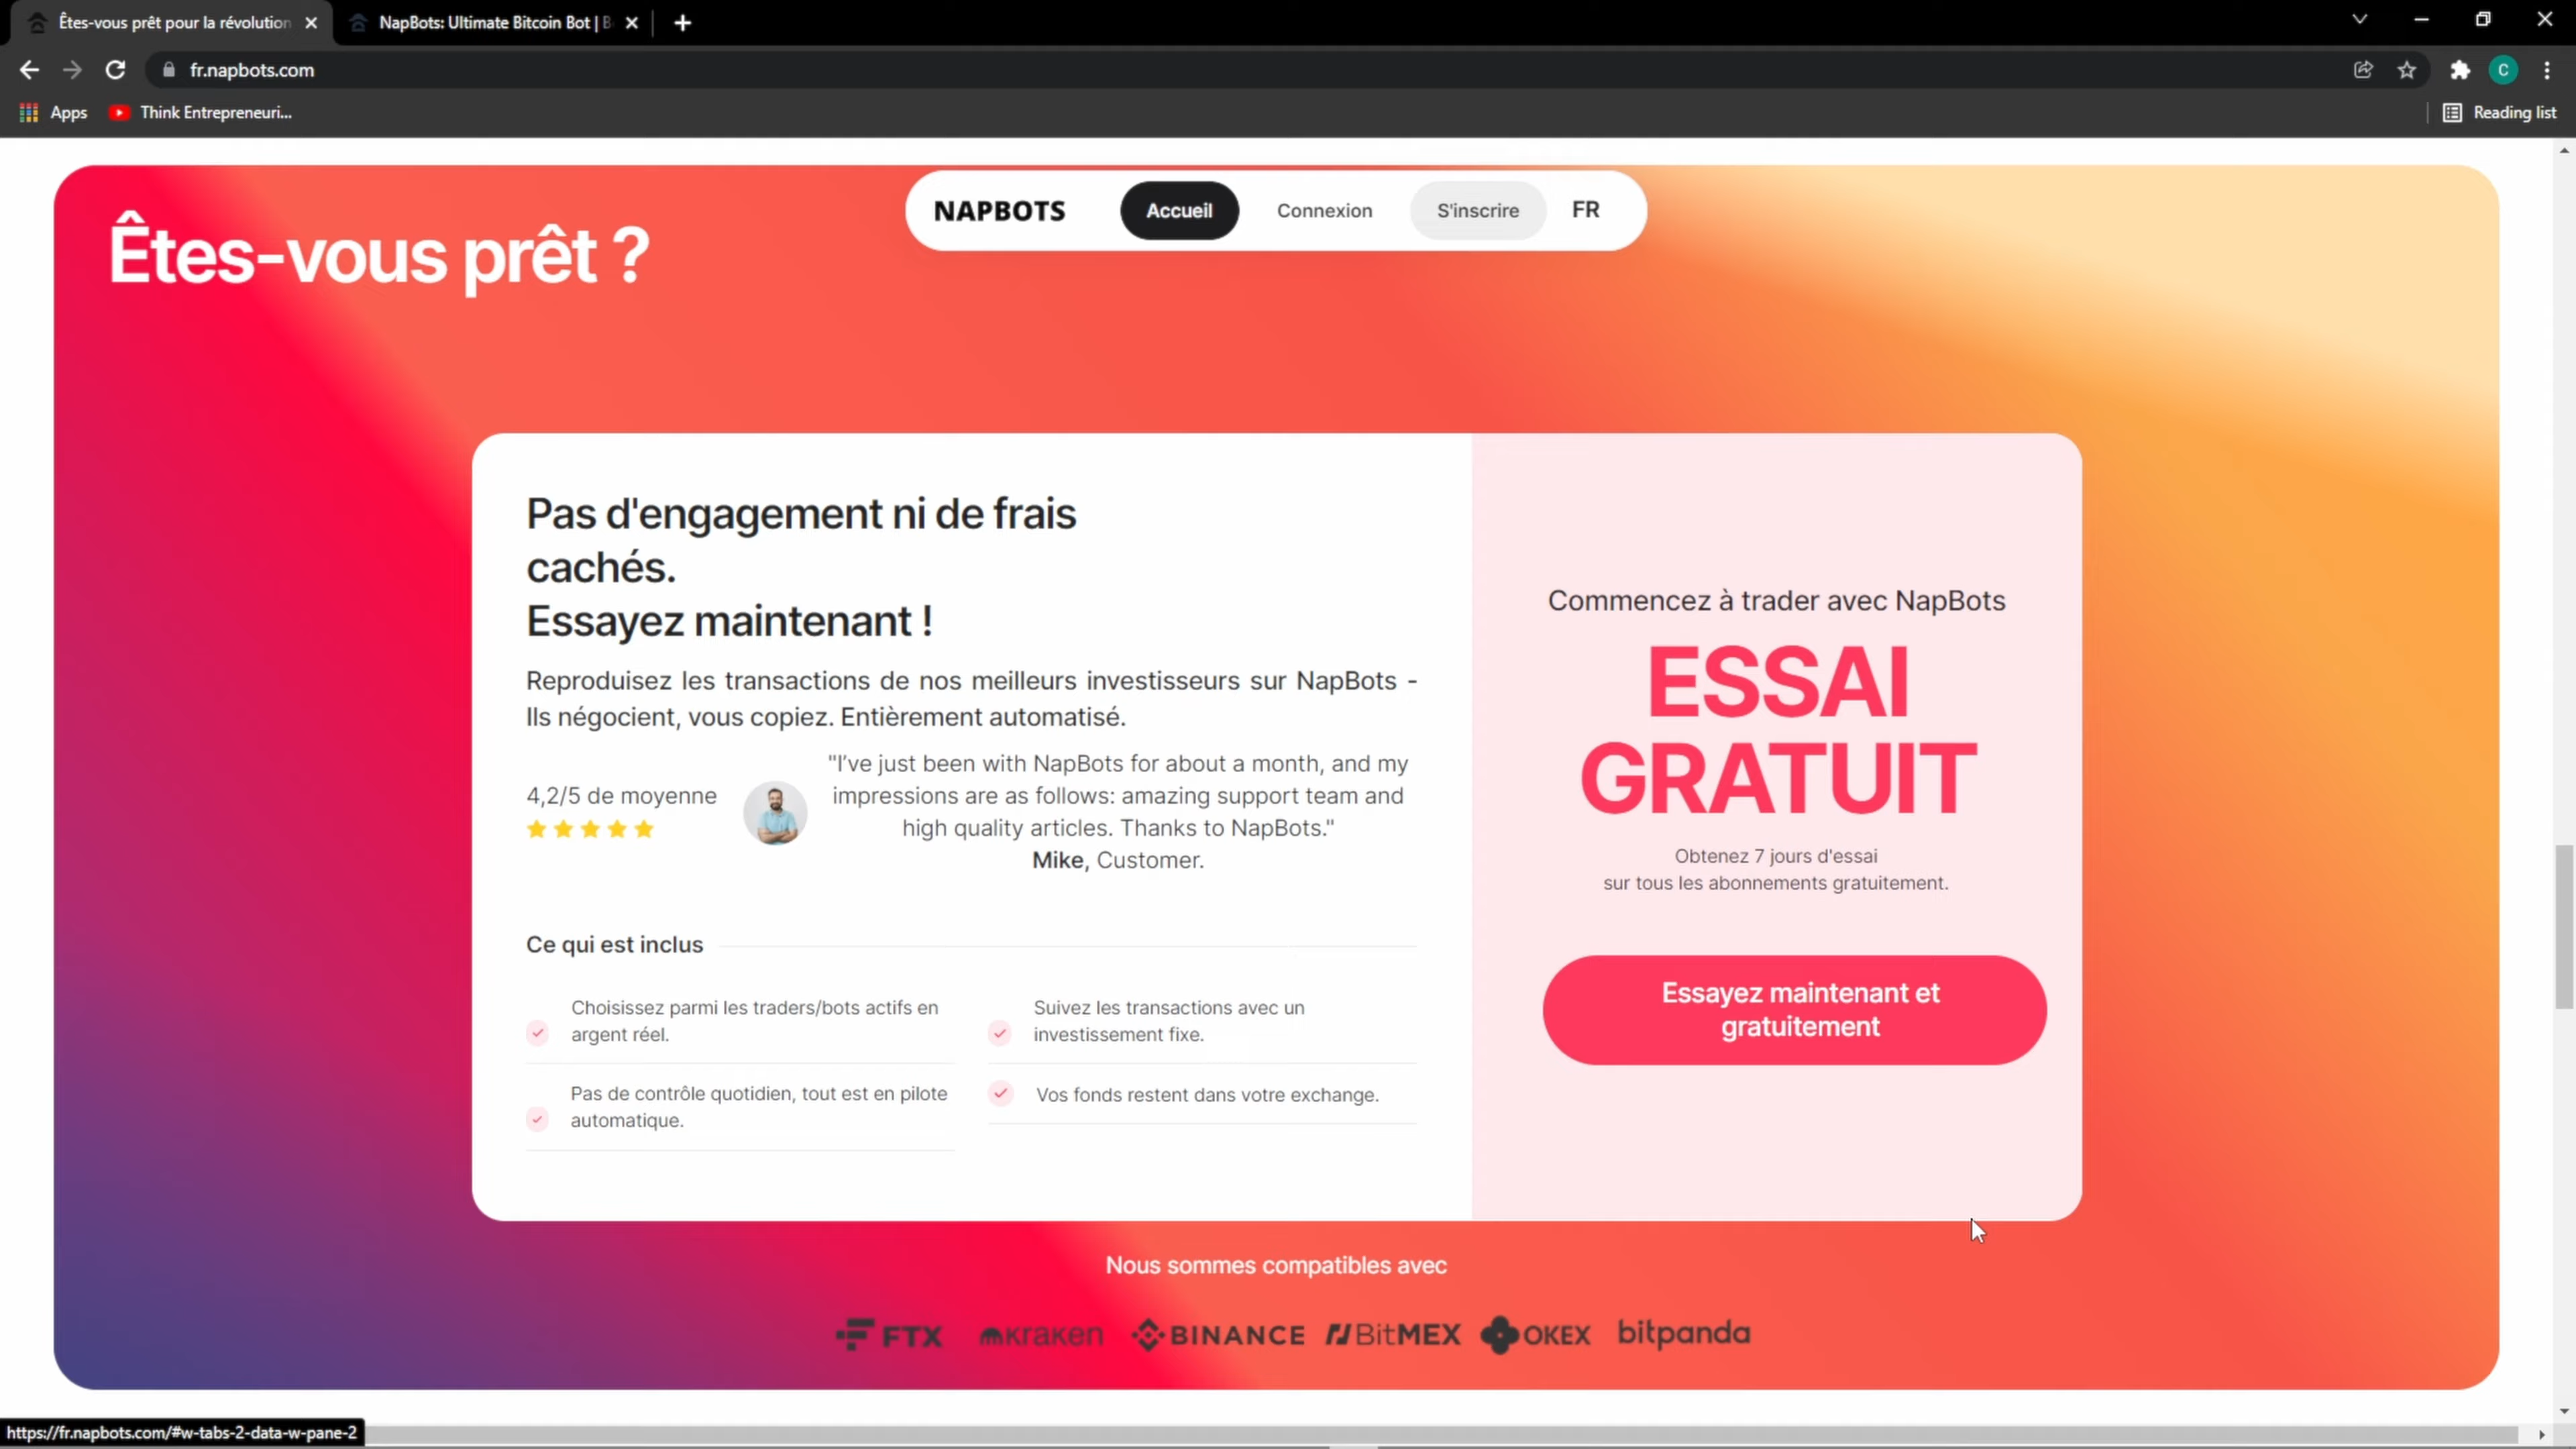 Êtes-vous prêt pour la révolution
NapBots: Ultimate Bitcoin Bot | B
fr.napbots.com
C
Apps
Think Entrepreneuri...
Reading list
NAPBOTS
Accueil
Connexion
S'inscrire
FR
Êtes-vous prêt ?
Pas d'engagement ni de frais
cachés.
Essayez maintenant !
Reproduisez les transactions de nos meilleurs investisseurs sur NapBots -
Ils négocient, vous copiez. Entièrement automatisé.
4,2/5 de moyenne
"I've just been with NapBots for about a month, and my
impressions are as follows: amazing support team and
high quality articles. Thanks to NapBots."
Mike, Customer.
Ce qui est inclus
Choisissez parmi les traders/bots actifs en
argent réel.
Pas de contrôle quotidien, tout est en pilote
automatique.
Suivez les transactions avec un
investissement fixe.
Vos fonds restent dans votre exchange.
Commencez à trader avec NapBots
ESSAI
GRATUIT
Obtenez 7 jours d'essai
sur tous les abonnements gratuitement.
Essayez maintenant et
gratuitement
Nous sommes compatibles avec
FTX
kraken
BINANCE
BitMEX
OKEX
bitpanda
https://fr.napbots.com/#w-tabs-2-data-w-pane-2